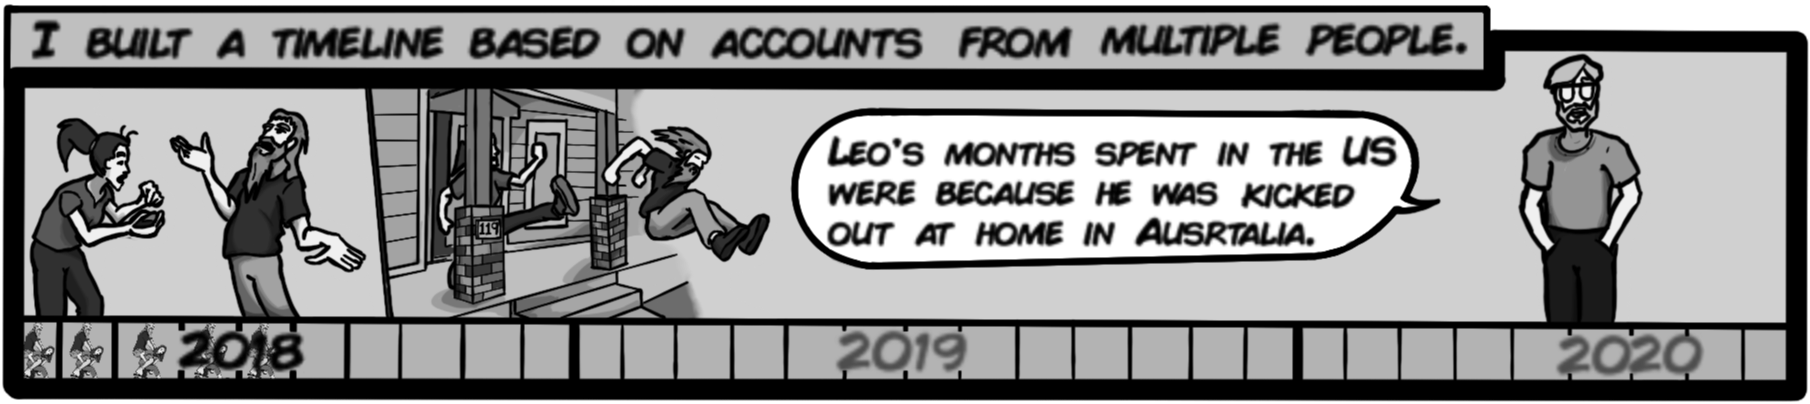 I BUILT A TIMELINE BASED ON ACCOUNTS FROM MULTIPLE PEOPLE.
LEO'S MONTHS SPENT IN THE US
WERE BECAUSE HE WAS KICKED
OUT AT HOME IN AUSRTALIA.
119
2018
2019
2020